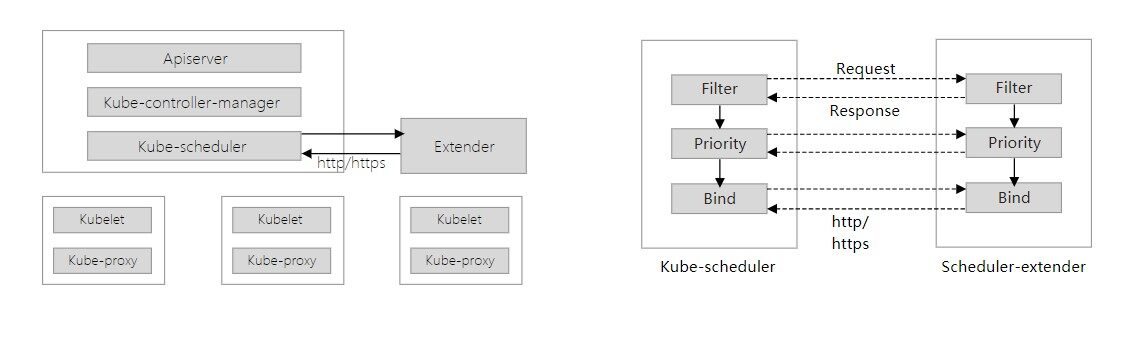 Apiserver
Kube-controller-manager
Kube-scheduler
http/https
Extender
Kubelet
Kube-proxy
Kubelet
Kube-proxy
Kubelet
Kube-proxy
Filter
Priority
Bind
Kube-scheduler
Request
Response
http/
https
Filter
Priority
Bind
Scheduler-extender